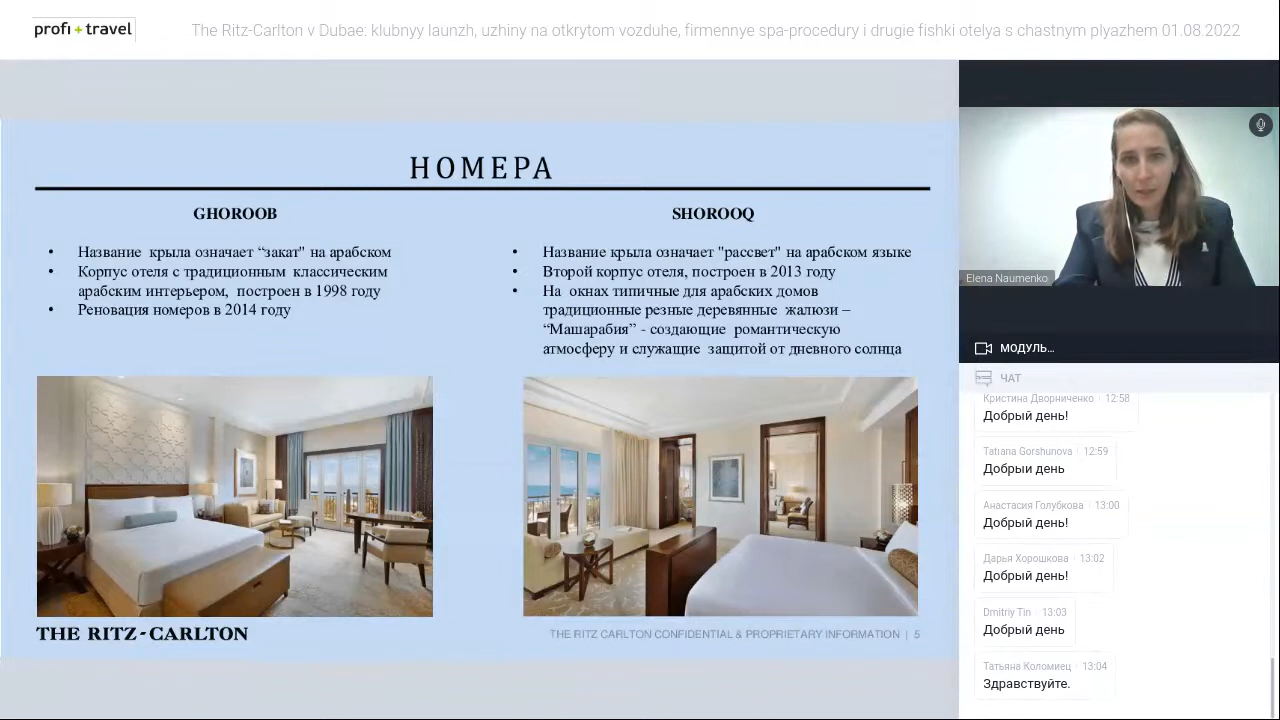 profi + travel
The Ritz-Carlton v Dubae: klubnyy launzh, uzhiny na otkrytom vozduhe, firmennye spa-procedury i drugie fishki otelya s chastnym plyazhem 01.08.2022
НОМЕРА
GHOROOB
• Название крыла означает “закат" на арабском
• Корпус отеля с традиционным классическим
арабским интерьером, построен в 1998 году
• Реновация номеров в 2014 году
SHOROOQ
• Название крыла означает "рассвет" на арабском языке
• Второй корпус отеля, построен в 2013 году
• На окнах типичные для арабских домов
традиционные резные деревянные жалюзи –
“Машарабия” - создающие романтическую
атмосферу и служащие защитой от дневного солнца
THE RITZ-CARLTON
THE RITZ CARLTON CONFIDENTIAL & PROPRIETARY INFORMATION | 5
Elena Naumenko
МОДУЛЬ...
ЧАТ
Кристина Дворниченко · 12:58
Добрый день!
Tatiana Gorshunova · 12:59
Добрый день
Анастасия Голубкова · 13:00
Добрый день!
Дарья Хорошкова · 13:02
Добрый день!
Dmitriy Tin · 13:03
Добрый день
Татьяна Коломиец · 13:04
Здравствуйте.